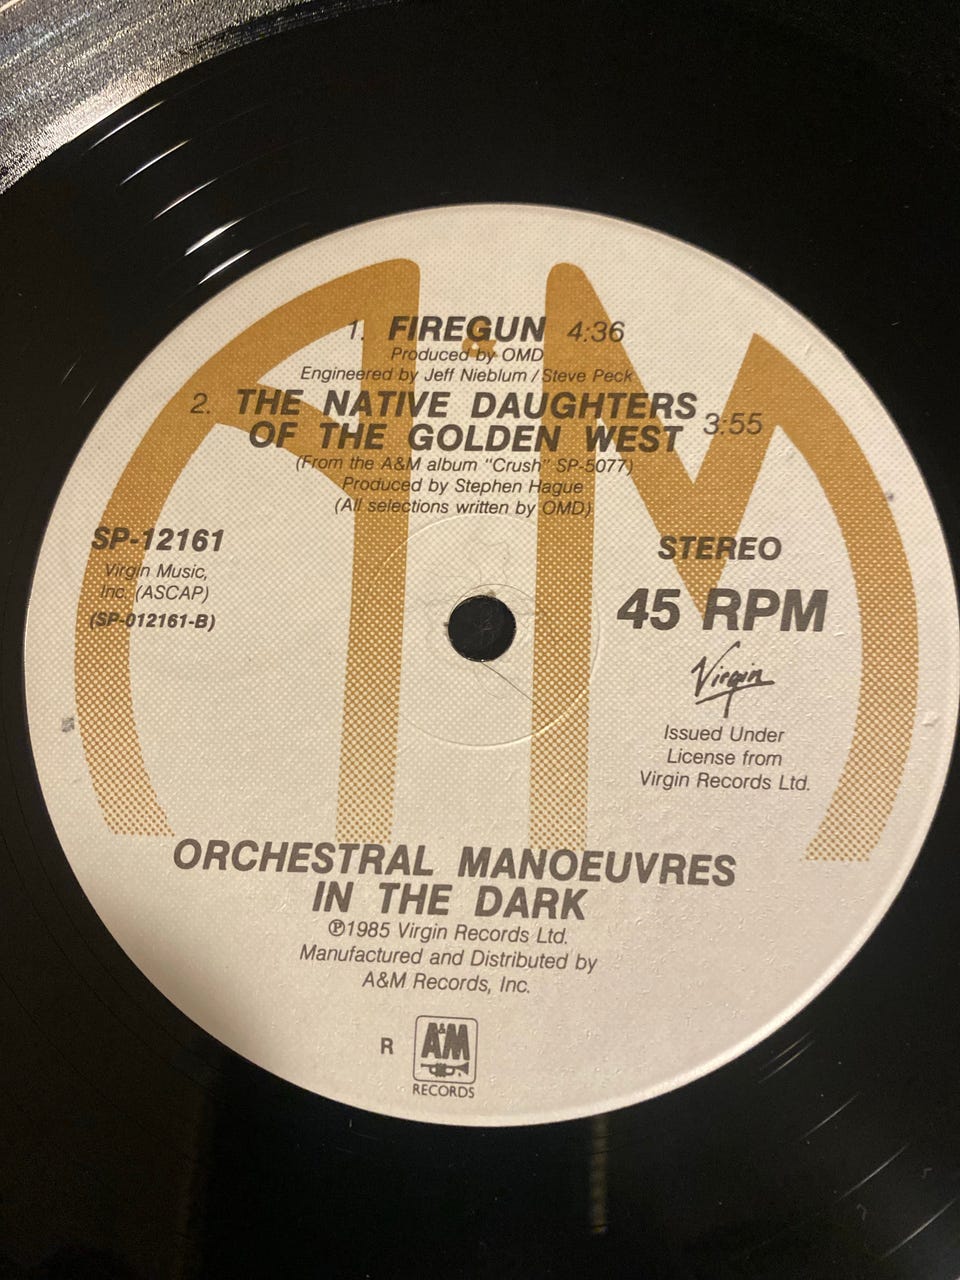 1. FIREGUN 4:36
Produced by OMD
Engineered by Jeff Nieblum / Steve Peck
2. THE NATIVE DAUGHTERS
OF THE GOLDEN WEST 3:55
(From the A&M album "Crush" SP-5077)
Produced by Stephen Hague
(All selections written by OMD)
SP-12161
Virgin Music,
Inc. (ASCAP)
(SP-012161-B)
STEREO
45 RPM
Virgin
Issued Under
License from
Virgin Records Ltd.
ORCHESTRAL MANOEUVRES
IN THE DARK
℗1985 Virgin Records Ltd.
Manufactured and Distributed by
A&M Records, Inc.
R A&M
RECORDS
A&M